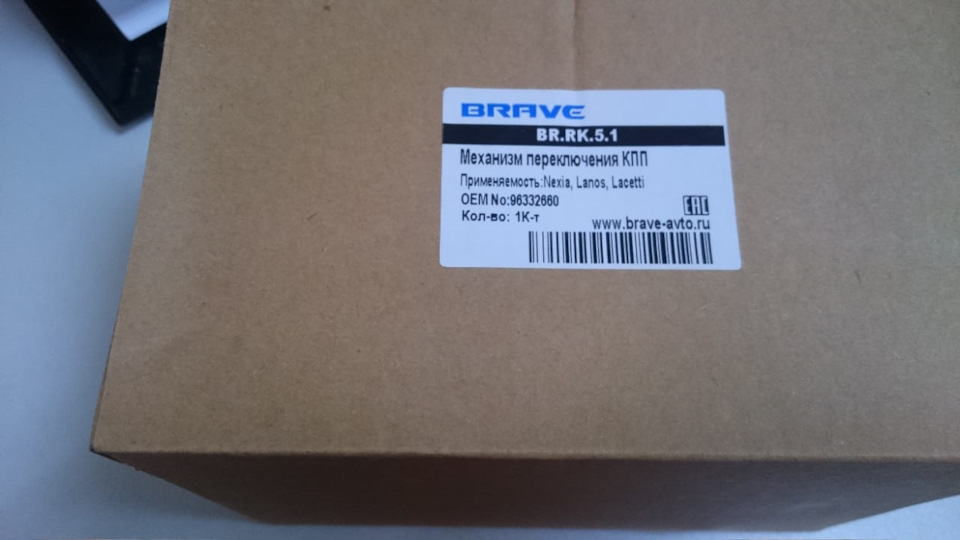 BRAVE
BR.RK.5.1
Механизм переключения КПП
Применяемость:Nexia, Lanos, Lacetti
OEM No:96332660
EAC
Кол-во: 1К-т
www.brave-avto.ru